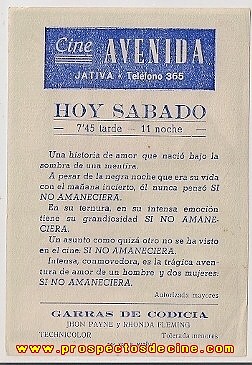 Cine AVENIDA
JATIVA - Teléfono 365
HOY SABADO
7'45 tarde — 11 noche
Una historia de amor que nació bajo la
sombra de una mentira.
A pesar de la negra noche que era su vida
con el mañana incierto, él nunca pensó SI
NO AMANECIERA.
En su ternura, en su intensa emoción
tiene su grandiosidad SI NO AMANE-
CIERA.
Un asunto como quizá otro no se ha visto
en el cine: SI NO AMANECIERA.
Intensa, conmovedora, es la trágica aven-
tura de amor de un hombre y dos mujeres:
SI NO AMANECIERA.
Autorizada mayores
GARRAS DE CODICIA
JHON PAYNE y RHONDA FLEMING
TECHNICOLOR Tolerada menores
www.prospectosdecine.com